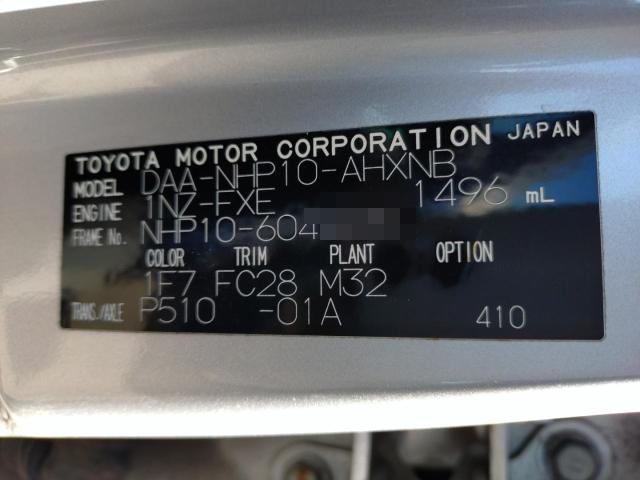 TOYOTA MOTOR CORPORATION JAPAN
MODEL DAA-NHP10-AHXNB
ENGINE 1NZ-FXE 1496 mL
FRAME No. NHP10-604
COLOR TRIM PLANT OPTION
1F7 FC28 M32
TRANS./AXLE P510 -01A 410